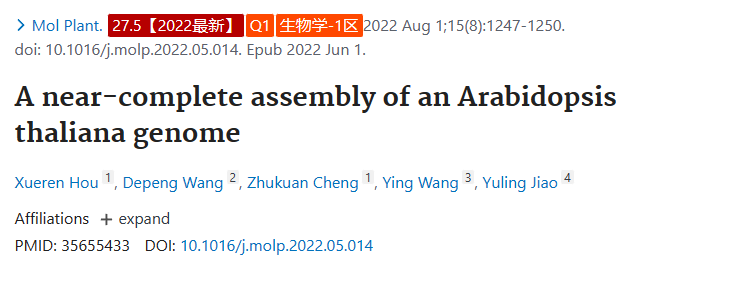 Mol Plant. 27.5【2022最新】 Q1 生物学-1区 2022 Aug 1;15(8):1247-1250.
doi: 10.1016/j.molp.2022.05.014. Epub 2022 Jun 1.
A near-complete assembly of an Arabidopsis
thaliana genome
Xueren Hou 1, Depeng Wang 2, Zhukuan Cheng 1, Ying Wang 3, Yuling Jiao 4
Affiliations + expand
PMID: 35655433 DOI: 10.1016/j.molp.2022.05.014